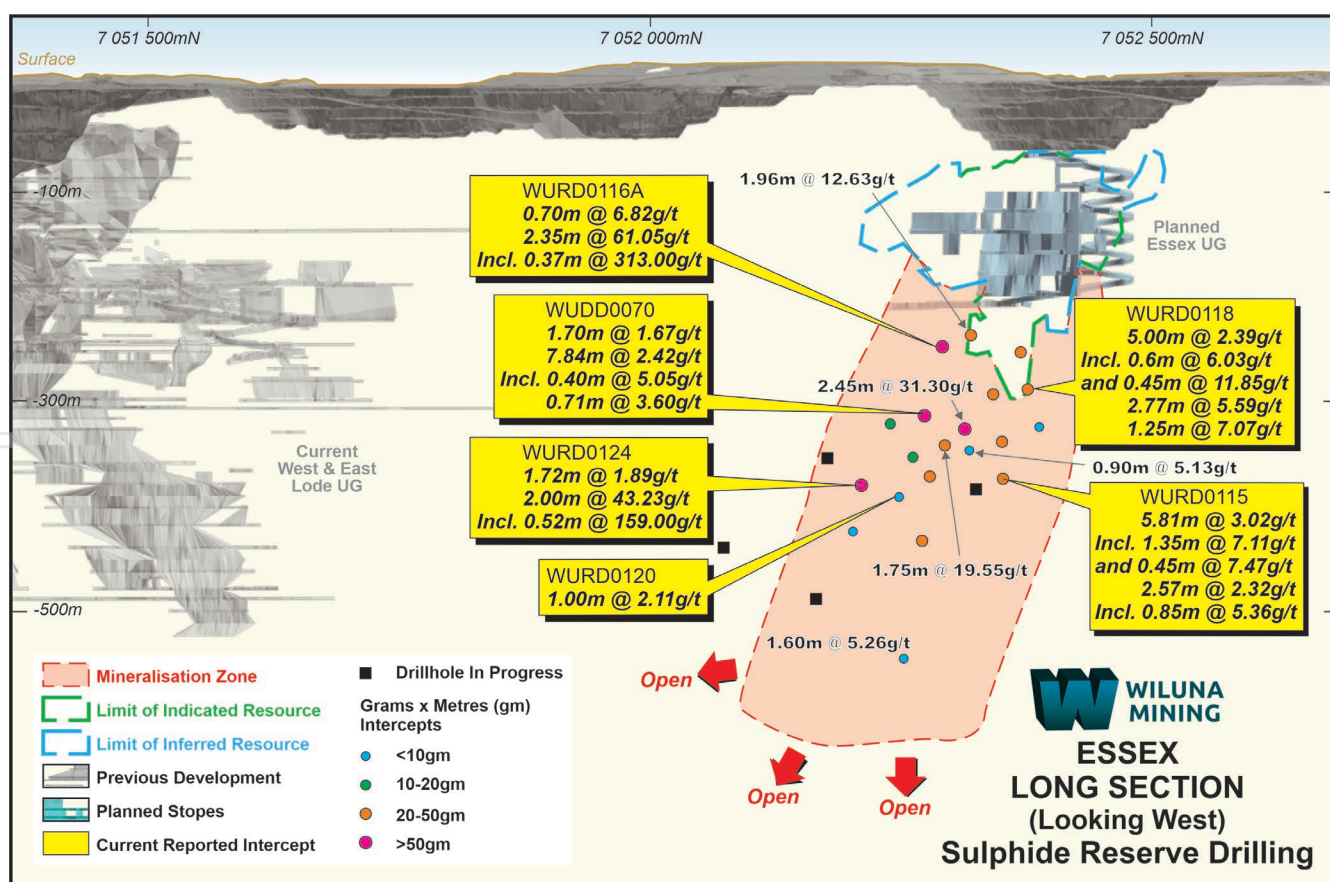 7 051 500mN
7 052 000mN
7 052 500mN
Surface
-100m
-300m
-500m
WURD0116A
0.70m @ 6.82g/t
2.35m @ 61.05g/t
Incl. 0.37m @ 313.00g/t
1.96m @ 12.63g/t
Planned
Essex UG
WUDD0070
1.70m @ 1.67g/t
7.84m @ 2.42g/t
Incl. 0.40m @ 5.05g/t
0.71m @ 3.60g/t
2.45m @ 31.30g/t
WURD0118
5.00m @ 2.39g/t
Incl. 0.6m @ 6.03g/t
and 0.45m @ 11.85g/t
2.77m @ 5.59g/t
1.25m @ 7.07g/t
Current
West & East
Lode UG
WURD0124
1.72m @ 1.89g/t
2.00m @ 43.23g/t
Incl. 0.52m @ 159.00g/t
0.90m @ 5.13g/t
WURD0115
5.81m @ 3.02g/t
Incl. 1.35m @ 7.11g/t
and 0.45m @ 7.47g/t
2.57m @ 2.32g/t
Incl. 0.85m @ 5.36g/t
WURD0120
1.00m @ 2.11g/t
1.75m @ 19.55g/t
1.60m @ 5.26g/t
Open
Open
Open
Mineralisation Zone
Limit of Indicated Resource
Limit of Inferred Resource
Previous Development
Planned Stopes
Current Reported Intercept
Drillhole In Progress
Grams x Metres (gm)
Intercepts
<10gm
10-20gm
20-50gm
>50gm
WILUNA
MINING
ESSEX
LONG SECTION
(Looking West)
Sulphide Reserve Drilling